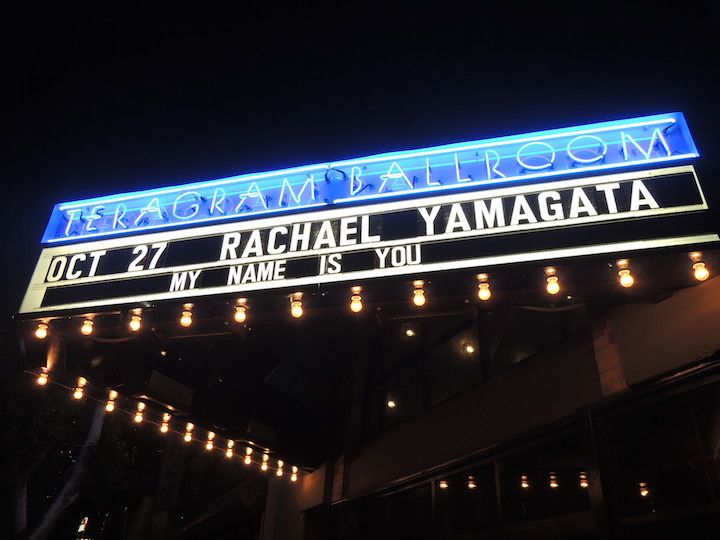 TERAGRAM BALLROOM
OCT 27 RACHAEL YAMAGATA
MY NAME IS YOU